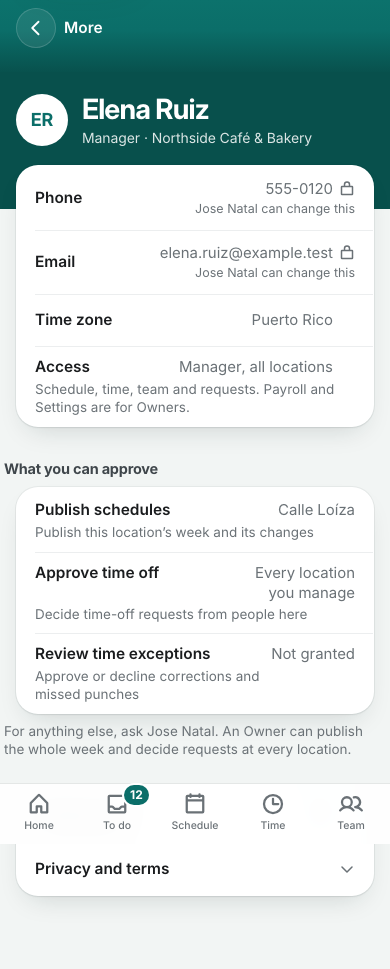 More
ER
Elena Ruiz
Manager · Northside Café & Bakery
Phone
555-0120
Jose Natal can change this
Email
elena.ruiz@example.test
Jose Natal can change this
Time zone
Puerto Rico
Access
Manager, all locations
Schedule, time, team and requests. Payroll and
Settings are for Owners.
What you can approve
Publish schedules
Calle Loíza
Publish this location’s week and its changes
Approve time off
Every location
you manage
Decide time-off requests from people here
Review time exceptions
Not granted
Approve or decline corrections and
missed punches
For anything else, ask Jose Natal. An Owner can publish
the whole week and decide requests at every location.
12
Home
To do
Schedule
Time
Team
Privacy and terms